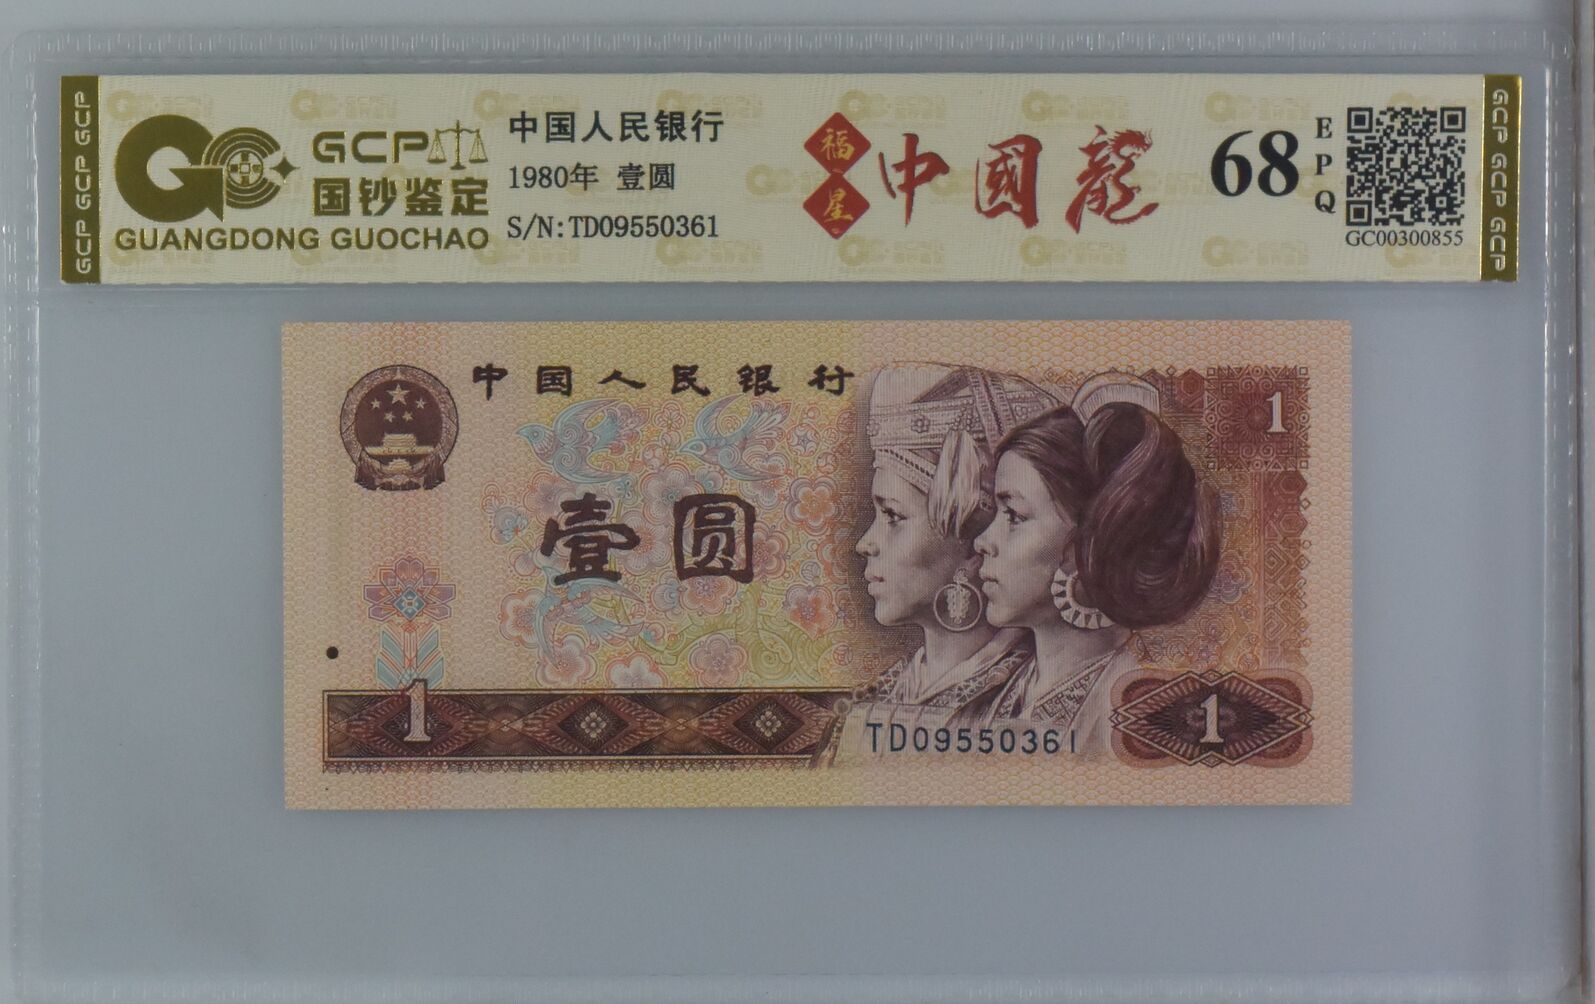 GCP GCP GCP
GCP
国钞鉴定
GUANGDONG GUOCHAO
中国人民银行
1980年 壹圆
S/N:TD09550361
福星
中國龍
68
EPQ
GC00300855
GCP GCP GCP
中国人民银行
1
壹圆
1
TD09550361
1